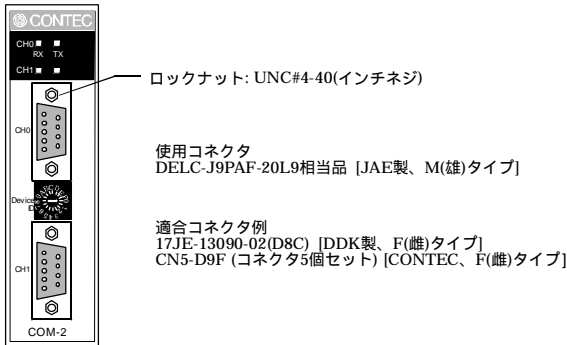 CONTEC
CH0
RX TX
CH1
ロックナット: UNC#4-40(インチネジ)
CH0
使用コネクタ
DELC-J9PAF-20L9相当品 [JAE製、M(雄)タイプ]
Device
ID
適合コネクタ例
17JE-13090-02(D8C) [DDK製、F(雌)タイプ]
CN5-D9F (コネクタ5個セット) [CONTEC、F(雌)タイプ]
CH1
COM-2